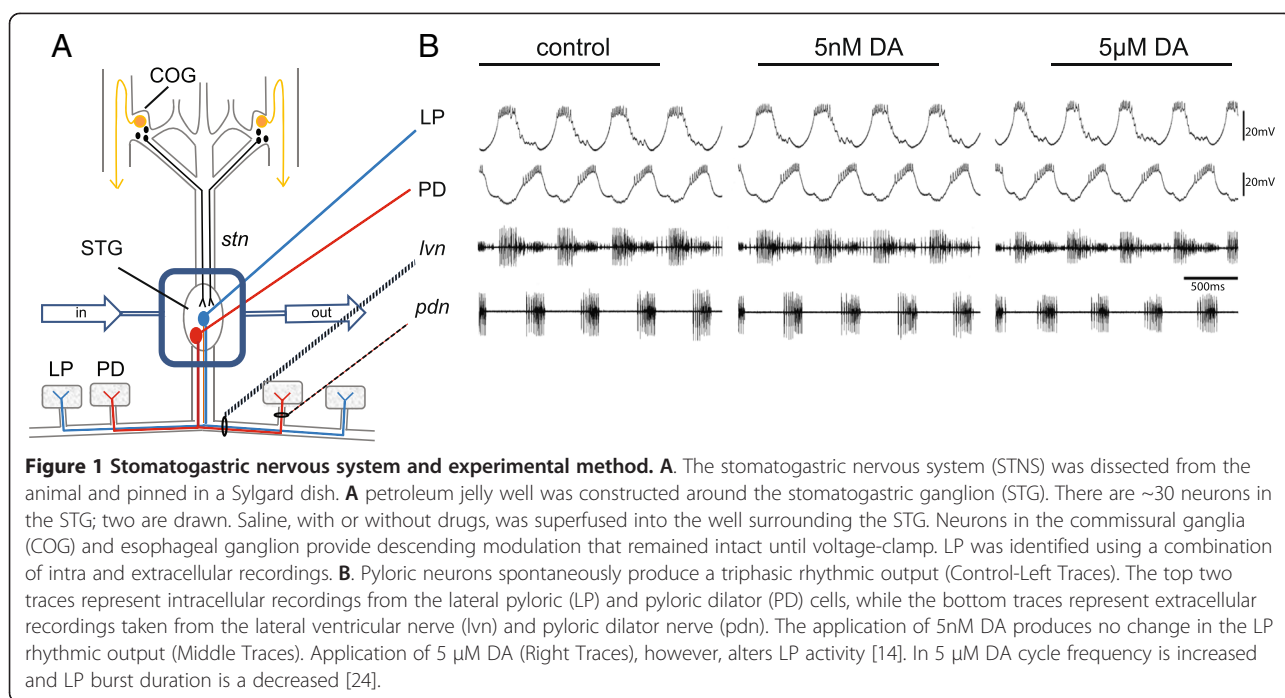 A
B
control
5nM DA
5µM DA
COG
LP
20mV
PD
20mV
stn
STG
lvn
in
out
pdn
500ms
LP
PD
Figure 1 Stomatogastric nervous system and experimental method. A. The stomatogastric nervous system (STNS) was dissected from the
animal and pinned in a Sylgard dish. A petroleum jelly well was constructed around the stomatogastric ganglion (STG). There are ~30 neurons in
the STG; two are drawn. Saline, with or without drugs, was superfused into the well surrounding the STG. Neurons in the commissural ganglia
(COG) and esophageal ganglion provide descending modulation that remained intact until voltage-clamp. LP was identified using a combination
of intra and extracellular recordings. B. Pyloric neurons spontaneously produce a triphasic rhythmic output (Control-Left Traces). The top two
traces represent intracellular recordings from the lateral pyloric (LP) and pyloric dilator (PD) cells, while the bottom traces represent extracellular
recordings taken from the lateral ventricular nerve (lvn) and pyloric dilator nerve (pdn). The application of 5nM DA produces no change in the LP
rhythmic output (Middle Traces). Application of 5 µM DA (Right Traces), however, alters LP activity [14]. In 5 µM DA cycle frequency is increased
and LP burst duration is a decreased [24].